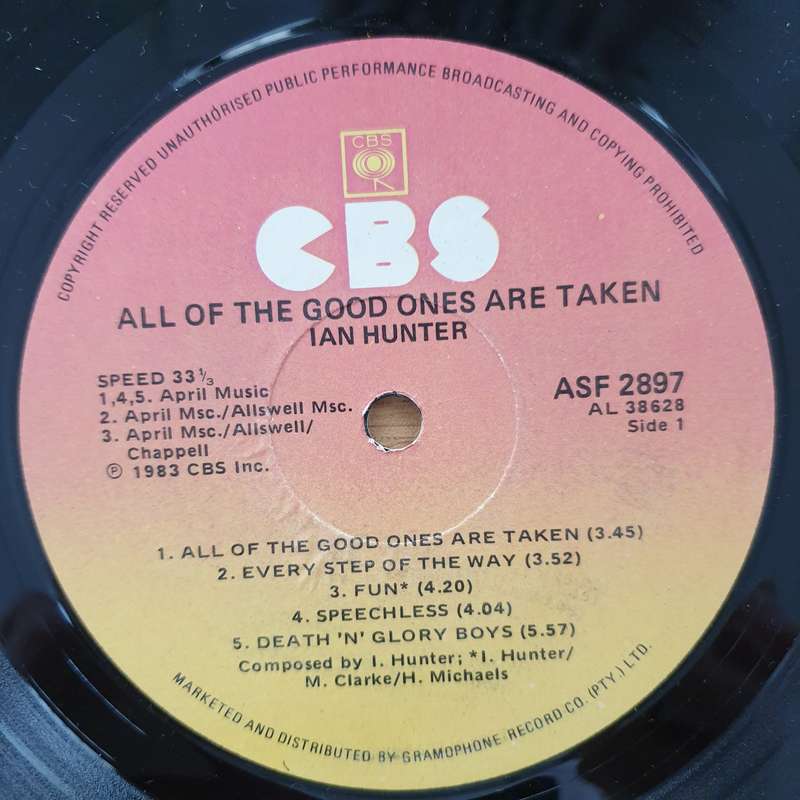 COPYRIGHT RESERVED UNAUTHORISED PUBLIC PERFORMANCE BROADCASTING AND COPYING PROHIBITED
CBS
CBS
ALL OF THE GOOD ONES ARE TAKEN
IAN HUNTER
SPEED 33⅓
1,4,5. April Music
2. April Msc./Allswell Msc.
3. April Msc./Allswell/
Chappell
℗ 1983 CBS Inc.
ASF 2897
AL 38628
Side 1
1. ALL OF THE GOOD ONES ARE TAKEN (3.45)
2. EVERY STEP OF THE WAY (3.52)
3. FUN* (4.20)
4. SPEECHLESS (4.04)
5. DEATH 'N' GLORY BOYS (5.57)
Composed by I. Hunter; *I. Hunter/
M. Clarke/H. Michaels
MARKETED AND DISTRIBUTED BY GRAMOPHONE RECORD CO. (PTY.) LTD.